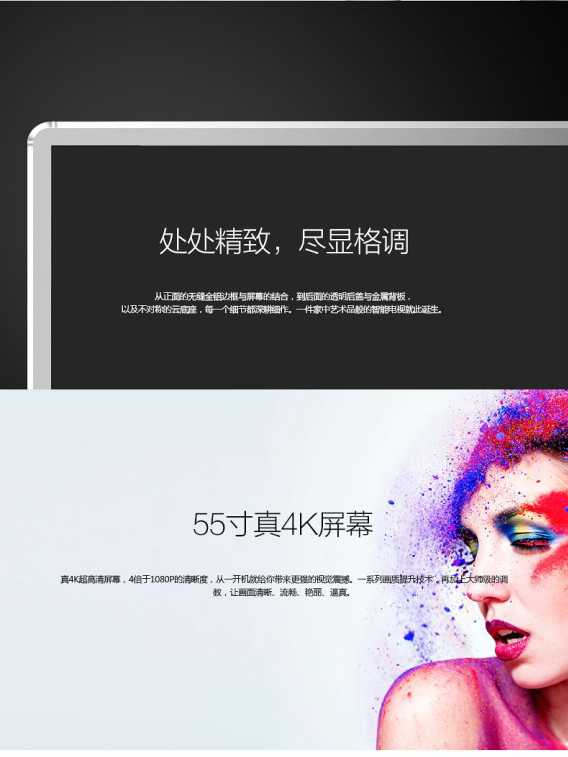 处处精致，尽显格调
从正面的无缝全铝边框与屏幕的结合，到后面的透明后盖与金属背板，
以及不对称的云底座，每一个细节都深耕细作。一件家中艺术品般的智能电视就此诞生。
55寸真4K屏幕
真4K超高清屏幕，4倍于1080P的清晰度，从一开机就给你带来更强的视觉震撼。一系列画质提升技术，再加上大师级的调
教，让画面清晰、流畅、艳丽、逼真。